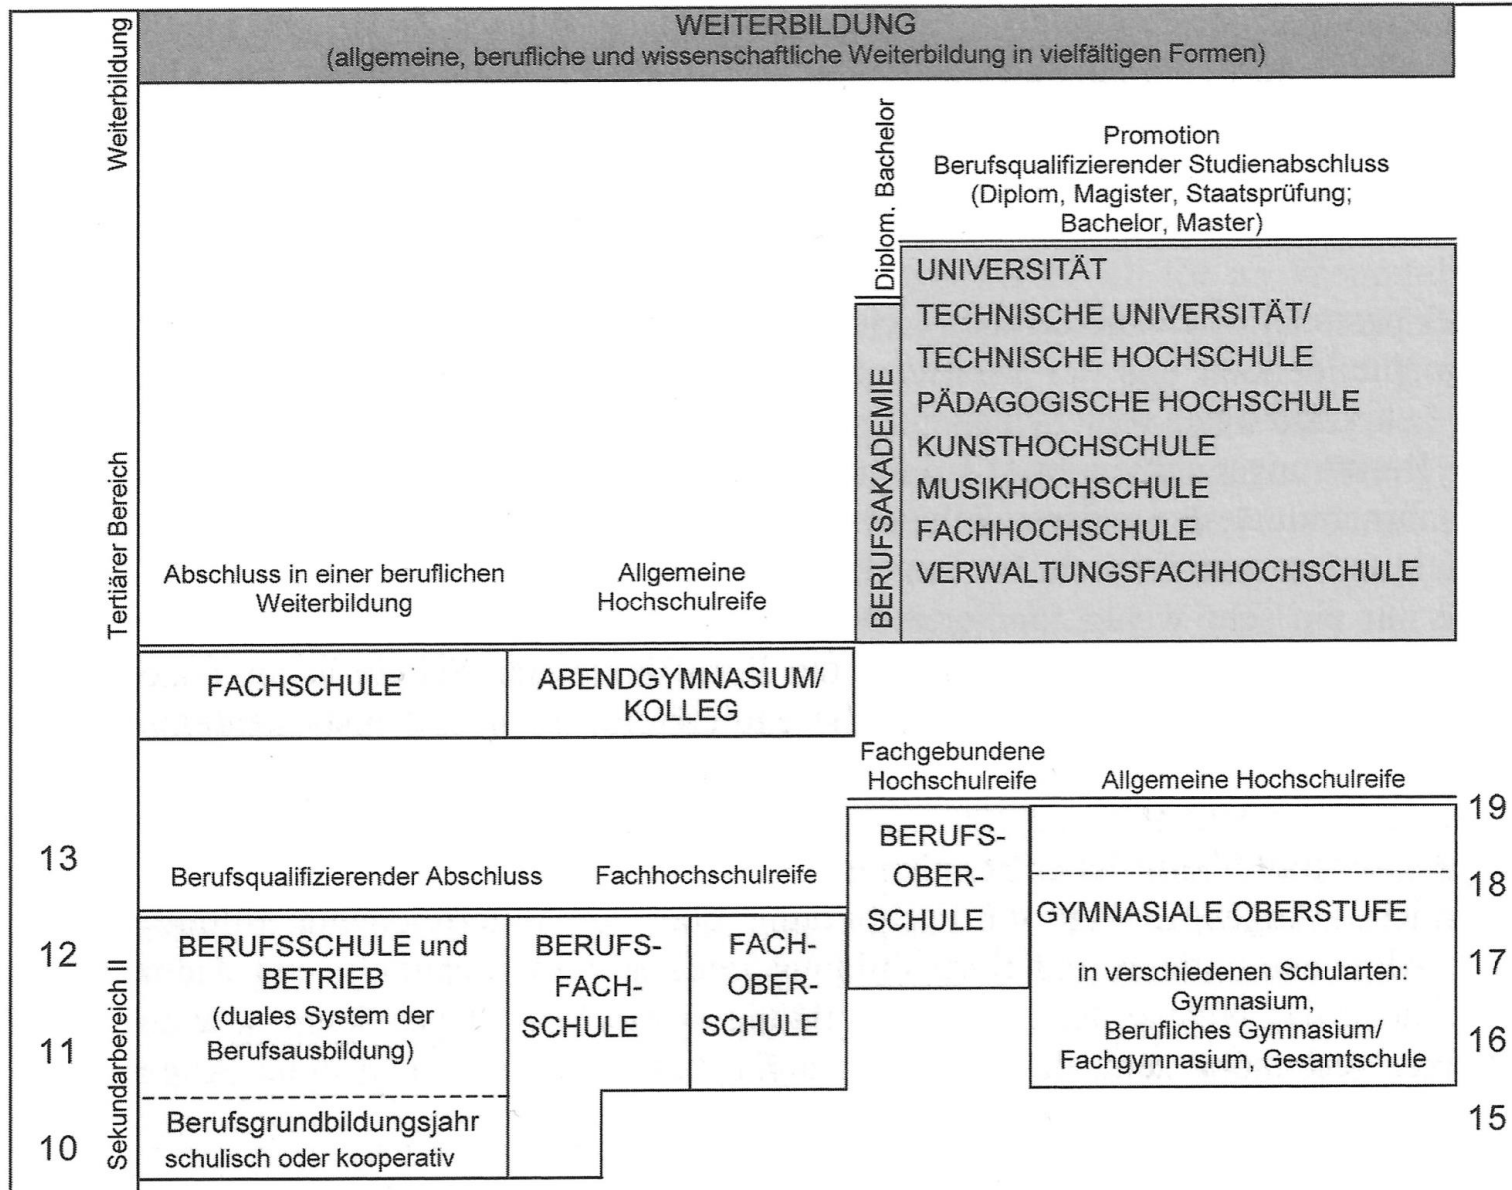 WEITERBILDUNG
(allgemeine, berufliche und wissenschaftliche Weiterbildung in vielfältigen Formen)
Weiterbildung
Diplom. Bachelor
Promotion
Berufsqualifizierender Studienabschluss
(Diplom, Magister, Staatsprüfung;
Bachelor, Master)
Tertiärer Bereich
BERUFSAKADEMIE
UNIVERSITÄT
TECHNISCHE UNIVERSITÄT/
TECHNISCHE HOCHSCHULE
PÄDAGOGISCHE HOCHSCHULE
KUNSTHOCHSCHULE
MUSIKHOCHSCHULE
FACHHOCHSCHULE
VERWALTUNGSFACHHOCHSCHULE
Abschluss in einer beruflichen
Weiterbildung
Allgemeine
Hochschulreife
FACHSCHULE
ABENDGYMNASIUM/
KOLLEG
Fachgebundene
Hochschulreife
Allgemeine Hochschulreife
19
13
Berufsqualifizierender Abschluss
Fachhochschulreife
BERUFS-
OBER-
SCHULE
18
GYMNASIALE OBERSTUFE
in verschiedenen Schularten:
Gymnasium,
Berufliches Gymnasium/
Fachgymnasium, Gesamtschule
17
16
15
12
11
10
Sekundarbereich II
BERUFSSCHULE und
BETRIEB
(duales System der
Berufsausbildung)
Berufsgrundbildungsjahr
schulisch oder kooperativ
BERUFS-
FACH-
SCHULE
FACH-
OBER-
SCHULE